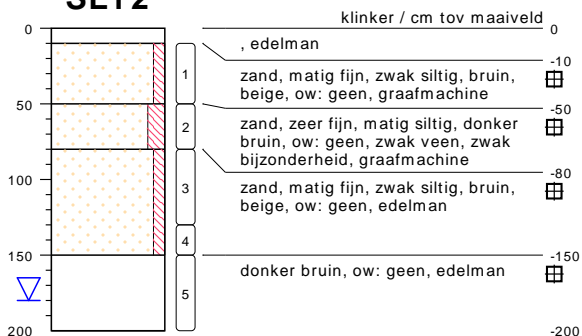 klinker / cm tov maaiveld
0
0
, edelman
-10
1
zand, matig fijn, zwak siltig, bruin,
beige, ow: geen, graafmachine
50
-50
2
zand, zeer fijn, matig siltig, donker
bruin, ow: geen, zwak veen, zwak
bijzonderheid, graafmachine
-80
100
3
zand, matig fijn, zwak siltig, bruin,
beige, ow: geen, edelman
4
150
-150
5
donker bruin, ow: geen, edelman
200
-200